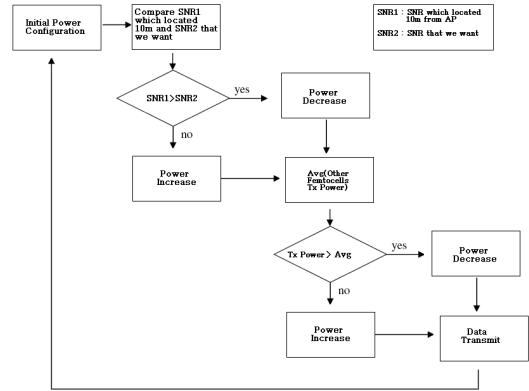 Initial Power
Configuration
Compare SNR1
which located
10m and SNR2 that
we want
SNR1 : SNR which located
10m from AP
SNR2 : SNR that we want
SNR1>SNR2
yes
Power
Decrease
no
Power
Increase
Avg(Other
Femtocells
Tx Power)
Tx Power> Avg
yes
Power
Decrease
no
Power
Increase
Data
Transmit